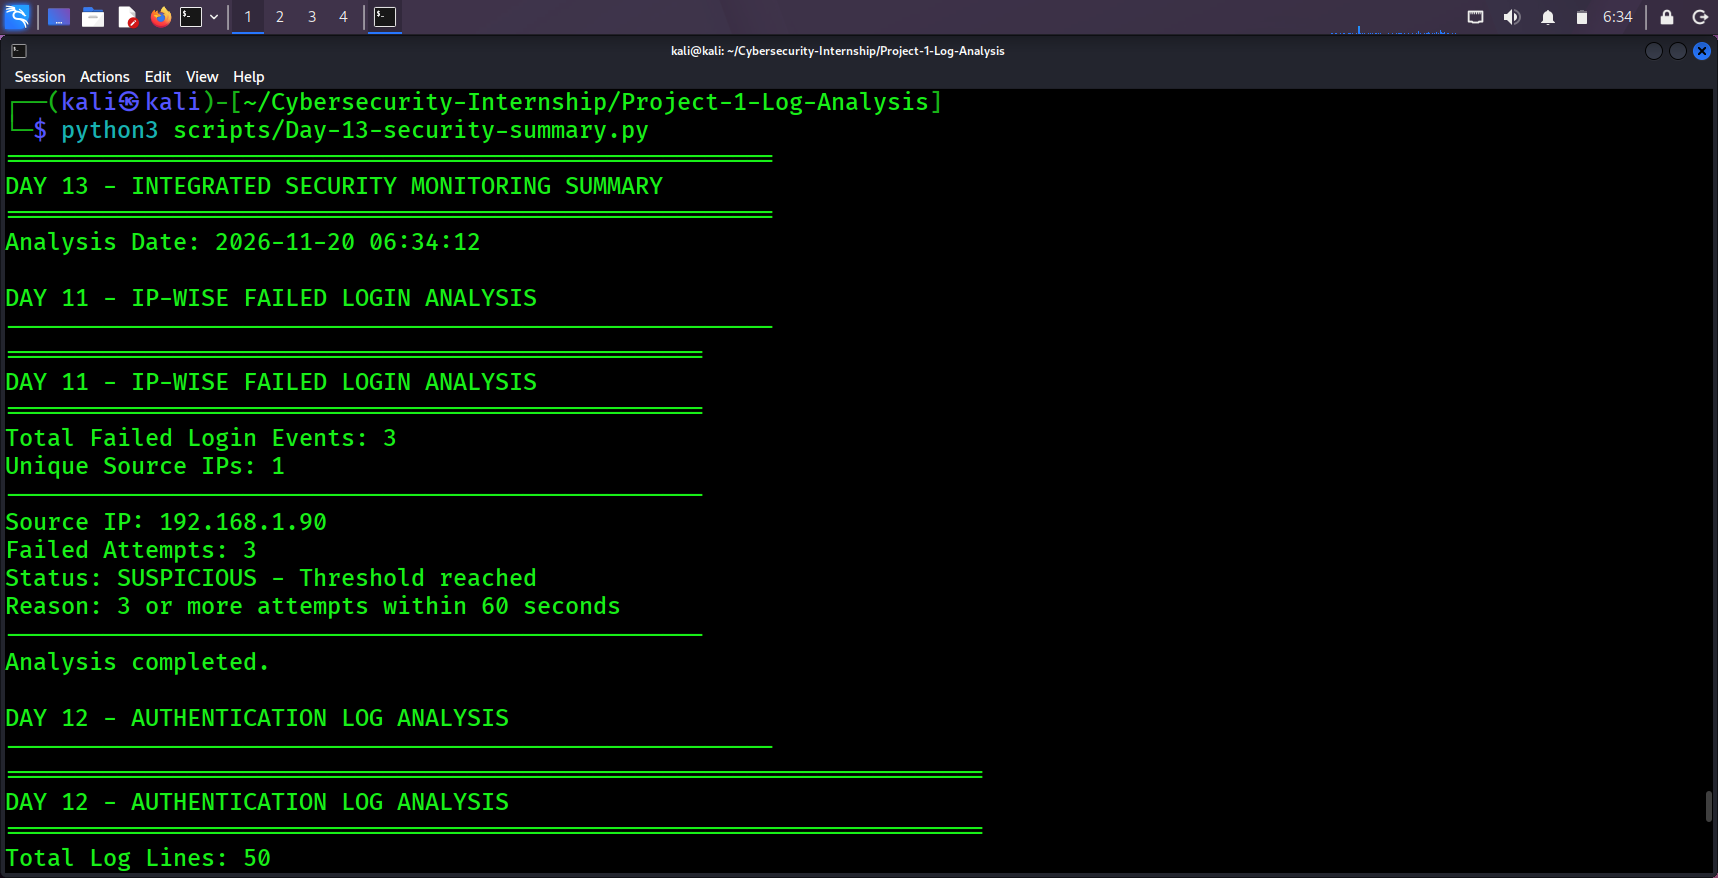 1 2 3 4 6:34
kali@kali: ~/Cybersecurity-Internship/Project-1-Log-Analysis
Session Actions Edit View Help
┌──(kali㉿kali)-[~/Cybersecurity-Internship/Project-1-Log-Analysis]
└─$ python3 scripts/Day-13-security-summary.py
DAY 13 - INTEGRATED SECURITY MONITORING SUMMARY
Analysis Date: 2026-11-20 06:34:12
DAY 11 - IP-WISE FAILED LOGIN ANALYSIS
DAY 11 - IP-WISE FAILED LOGIN ANALYSIS
Total Failed Login Events: 3
Unique Source IPs: 1
Source IP: 192.168.1.90
Failed Attempts: 3
Status: SUSPICIOUS - Threshold reached
Reason: 3 or more attempts within 60 seconds
Analysis completed.
DAY 12 - AUTHENTICATION LOG ANALYSIS
DAY 12 - AUTHENTICATION LOG ANALYSIS
Total Log Lines: 50